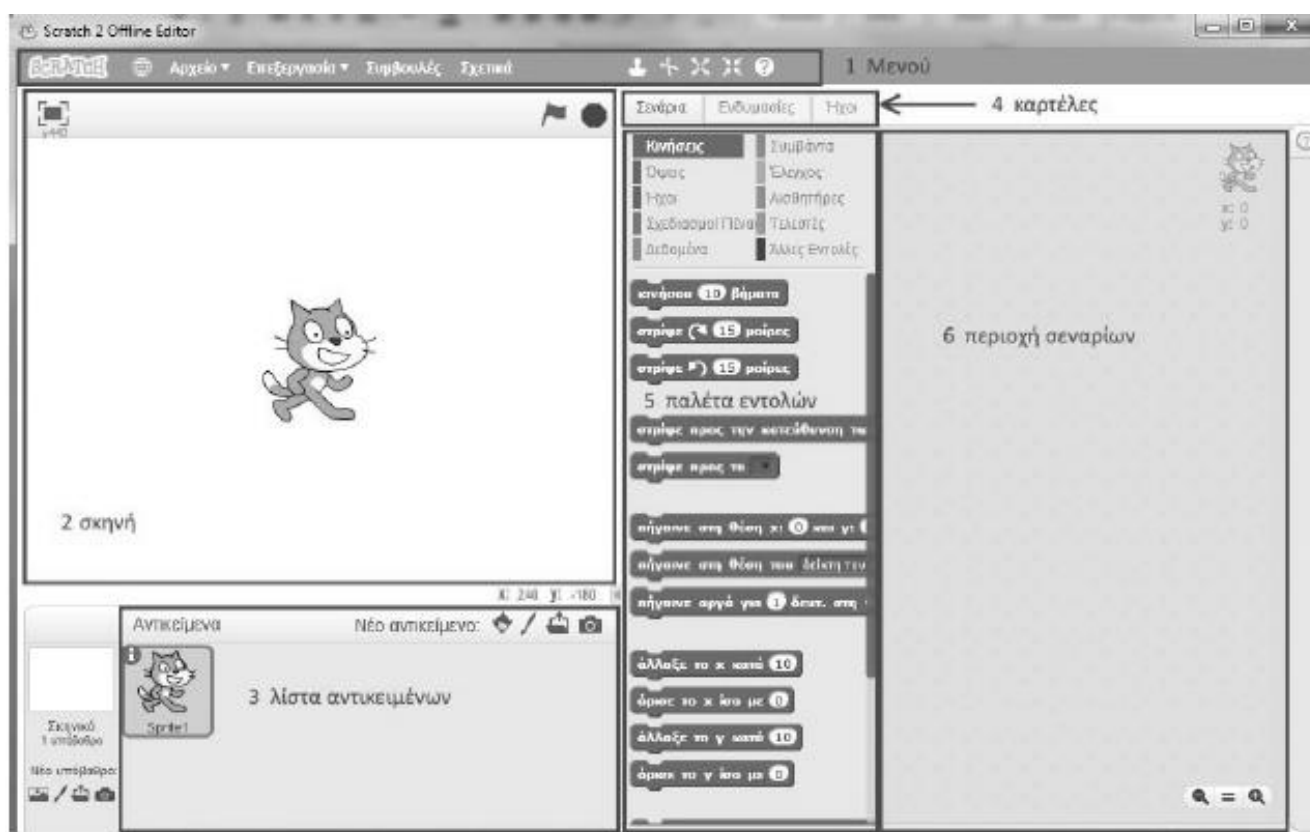 Scratch 2 Offline Editor
SCRATCH Αρχείο Επεξεργασία Συμβουλές Σχετικά
1 Μενού
v440
Σενάρια Ενδυμασίες Ήχοι
4 καρτέλες
Κινήσεις Συμβάντα
Όψεις Έλεγχος
Ήχοι Αισθητήρες
Σχεδιασμοί Πένας Τελεστές
Δεδομένα Άλλες Εντολές
x: 0
y: 0
κινήσου 10 βήματα
στρίψε 15 μοίρες
στρίψε 15 μοίρες
5 παλέτα εντολών
στρίψε προς την κατεύθυνση
στρίψε προς το
πήγαινε στη θέση x: 0 και y:
πήγαινε στη θέση του δείκτη του
πήγαινε αργά για 1 δευτ. στη
άλλαξε το x κατά 10
όρισε το x ίσο με 0
άλλαξε το y κατά 10
όρισε το y ίσο με 0
6 περιοχή σεναρίων
2 σκηνή
x: 240 y: -180
Αντικείμενα Νέο αντικείμενο:
3 λίστα αντικειμένων
Sprite1
Σκηνικό
1 υπόβαθρο
Νέο υπόβαθρο: